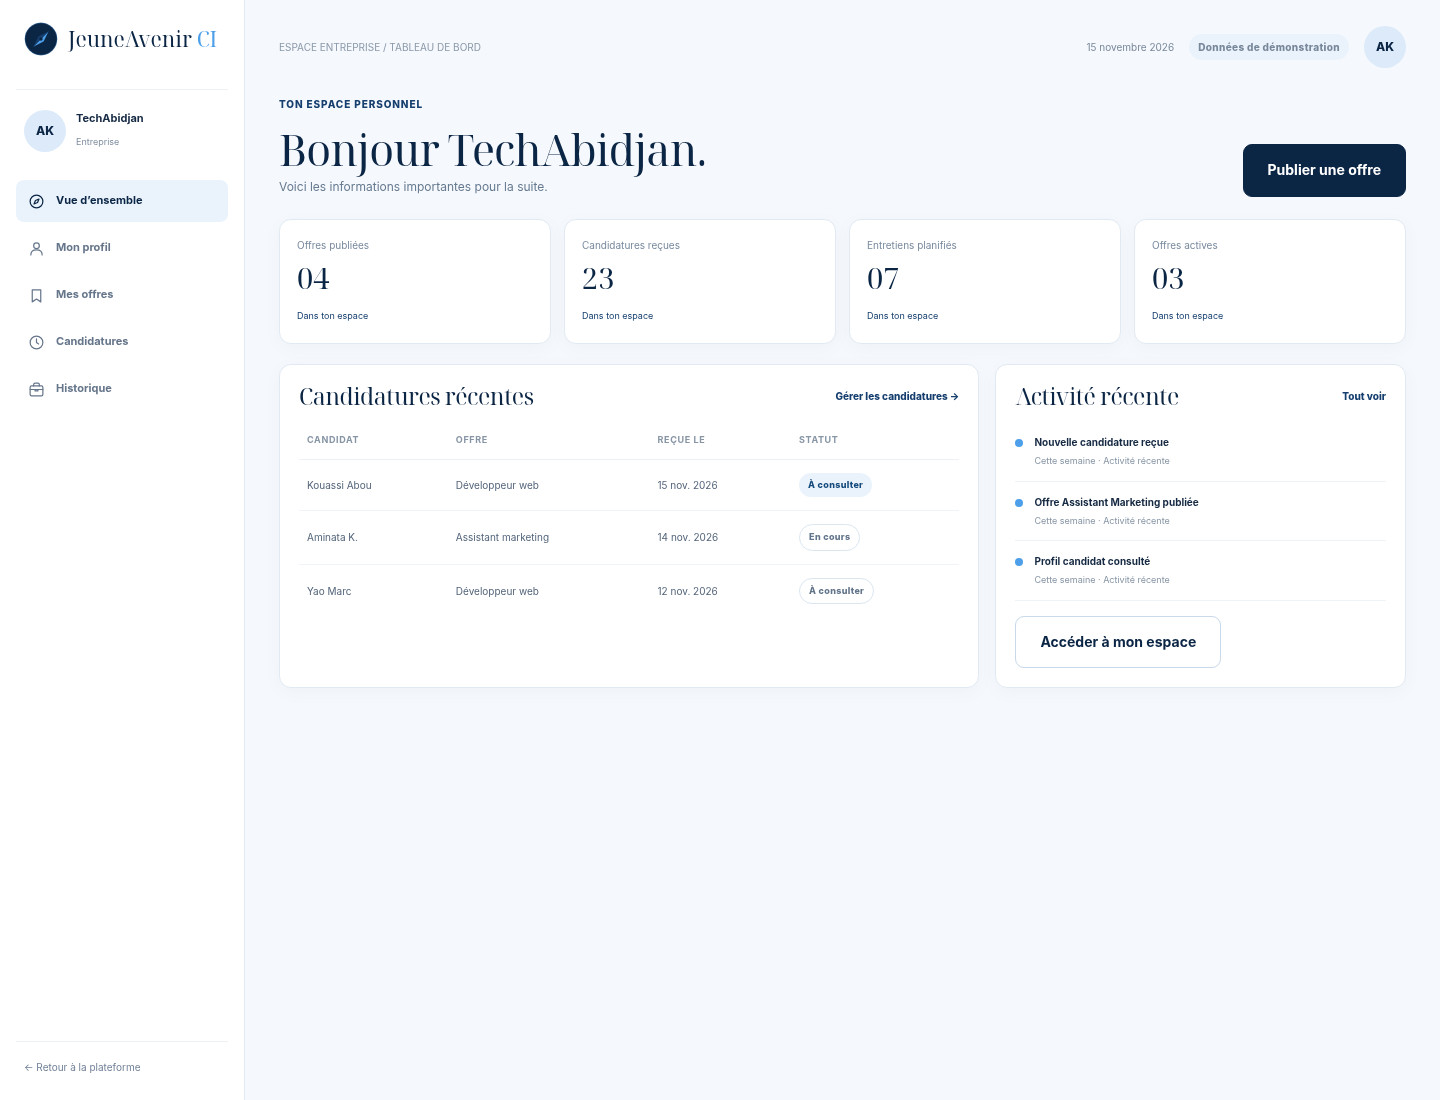 JeuneAvenir CI
AK
TechAbidjan
Entreprise
Vue d’ensemble
Mon profil
Mes offres
Candidatures
Historique
← Retour à la plateforme
ESPACE ENTREPRISE / TABLEAU DE BORD
15 novembre 2026
Données de démonstration
AK
TON ESPACE PERSONNEL
Bonjour TechAbidjan.
Voici les informations importantes pour la suite.
Publier une offre
Offres publiées
04
Dans ton espace
Candidatures reçues
23
Dans ton espace
Entretiens planifiés
07
Dans ton espace
Offres actives
03
Dans ton espace
Candidatures récentes
Gérer les candidatures →
CANDIDAT OFFRE REÇUE LE STATUT
Kouassi Abou Développeur web 15 nov. 2026 À consulter
Aminata K. Assistant marketing 14 nov. 2026 En cours
Yao Marc Développeur web 12 nov. 2026 À consulter
Activité récente
Tout voir
Nouvelle candidature reçue
Cette semaine · Activité récente
Offre Assistant Marketing publiée
Cette semaine · Activité récente
Profil candidat consulté
Cette semaine · Activité récente
Accéder à mon espace